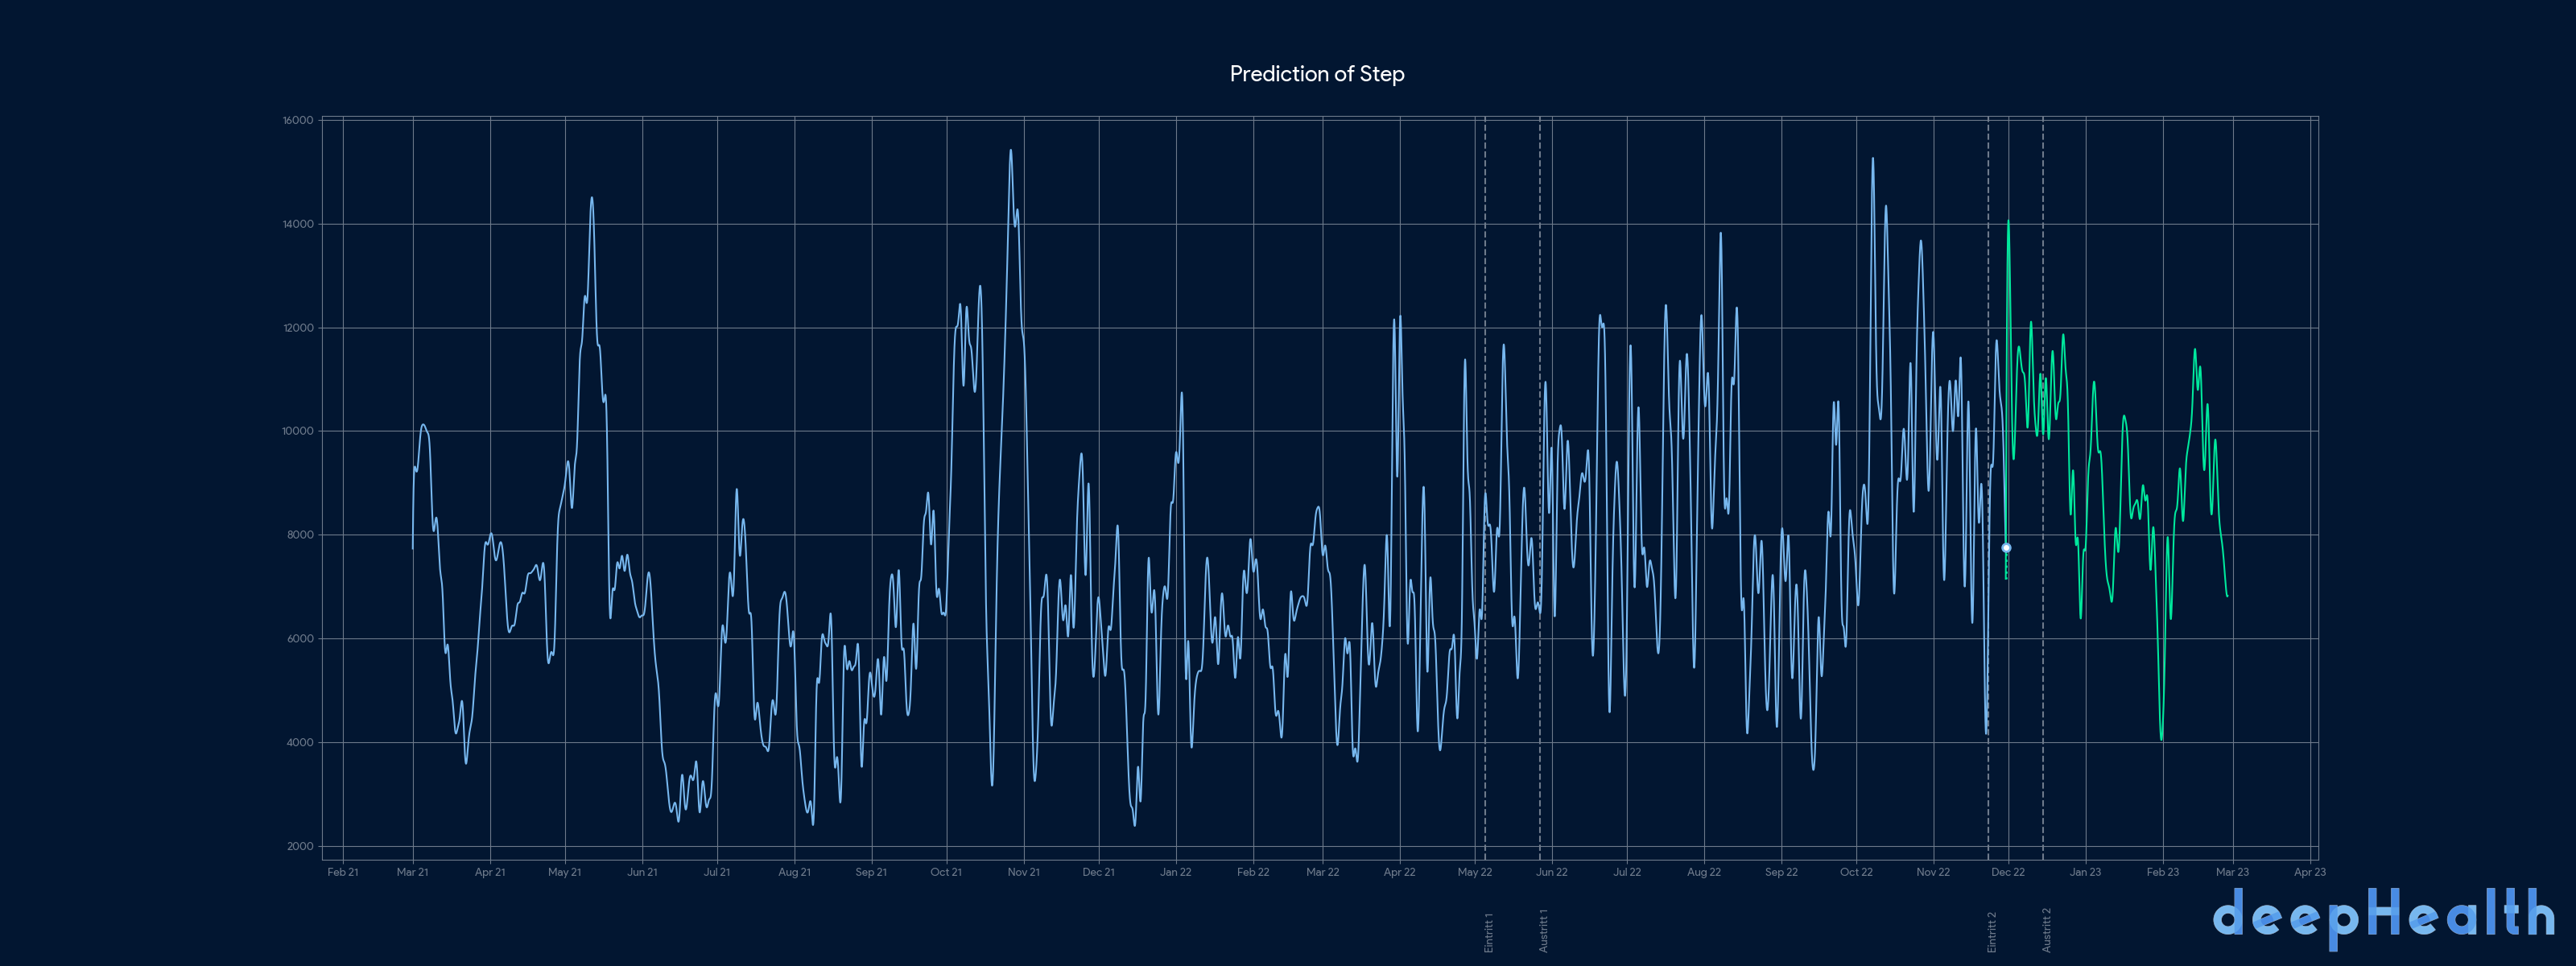 Prediction of Step
16000
14000
12000
10000
8000
6000
4000
2000
Feb 21 Mar 21 Apr 21 May 21 Jun 21 Jul 21 Aug 21 Sep 21 Oct 21 Nov 21 Dec 21 Jan 22 Feb 22 Mar 22 Apr 22 May 22 Jun 22 Jul 22 Aug 22 Sep 22 Oct 22 Nov 22 Dec 22 Jan 23 Feb 23 Mar 23 Apr 23
Eintritt 1
Austritt 1
Eintritt 2
Austritt 2
deepHealth